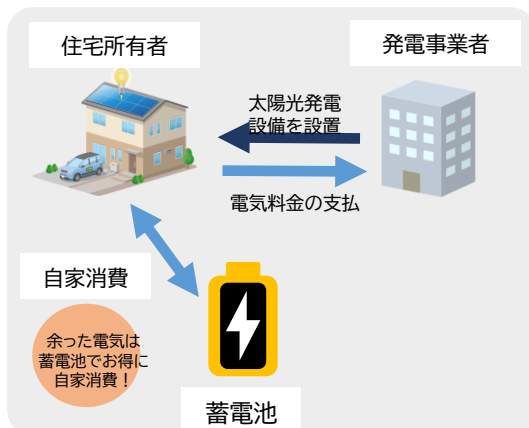 住宅所有者
発電事業者
太陽光発電
設備を設置
電気料金の支払
自家消費
余った電気は
蓄電池でお得に
自家消費！
蓄電池